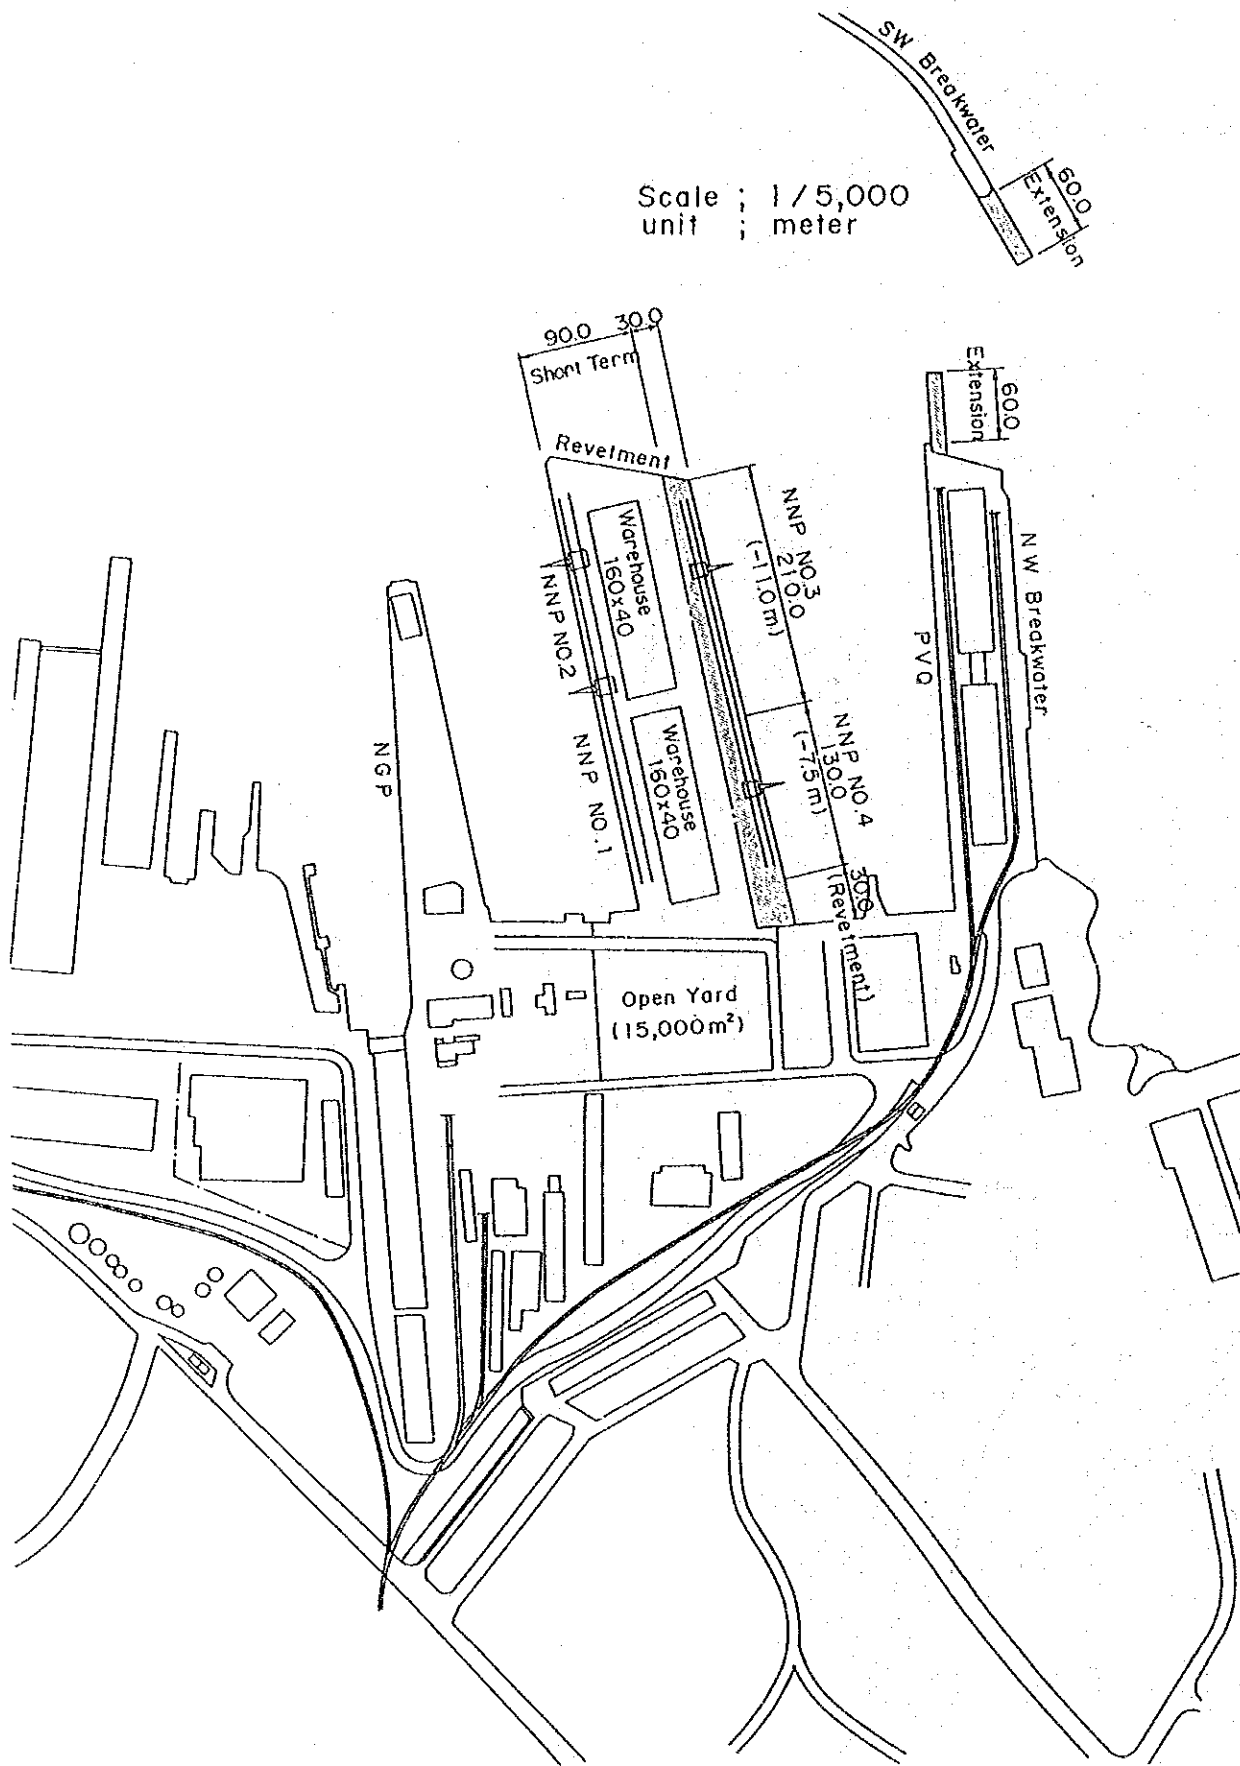 SW Breakwater
60.0
Extension
Scale ; 1/5,000
unit ; meter
90.0
30.0
Short Term
Revetment
Extension
60.0
NNP NO.3
210.0
(-11.0m)
NNP NO.4
130.0
(-7.5m)
30.0
(Revetment)
Warehouse
160x40
Warehouse
160x40
NNP NO.2
NNP NO.1
NW Breakwater
PVQ
NGP
Open Yard
(15,000m²)